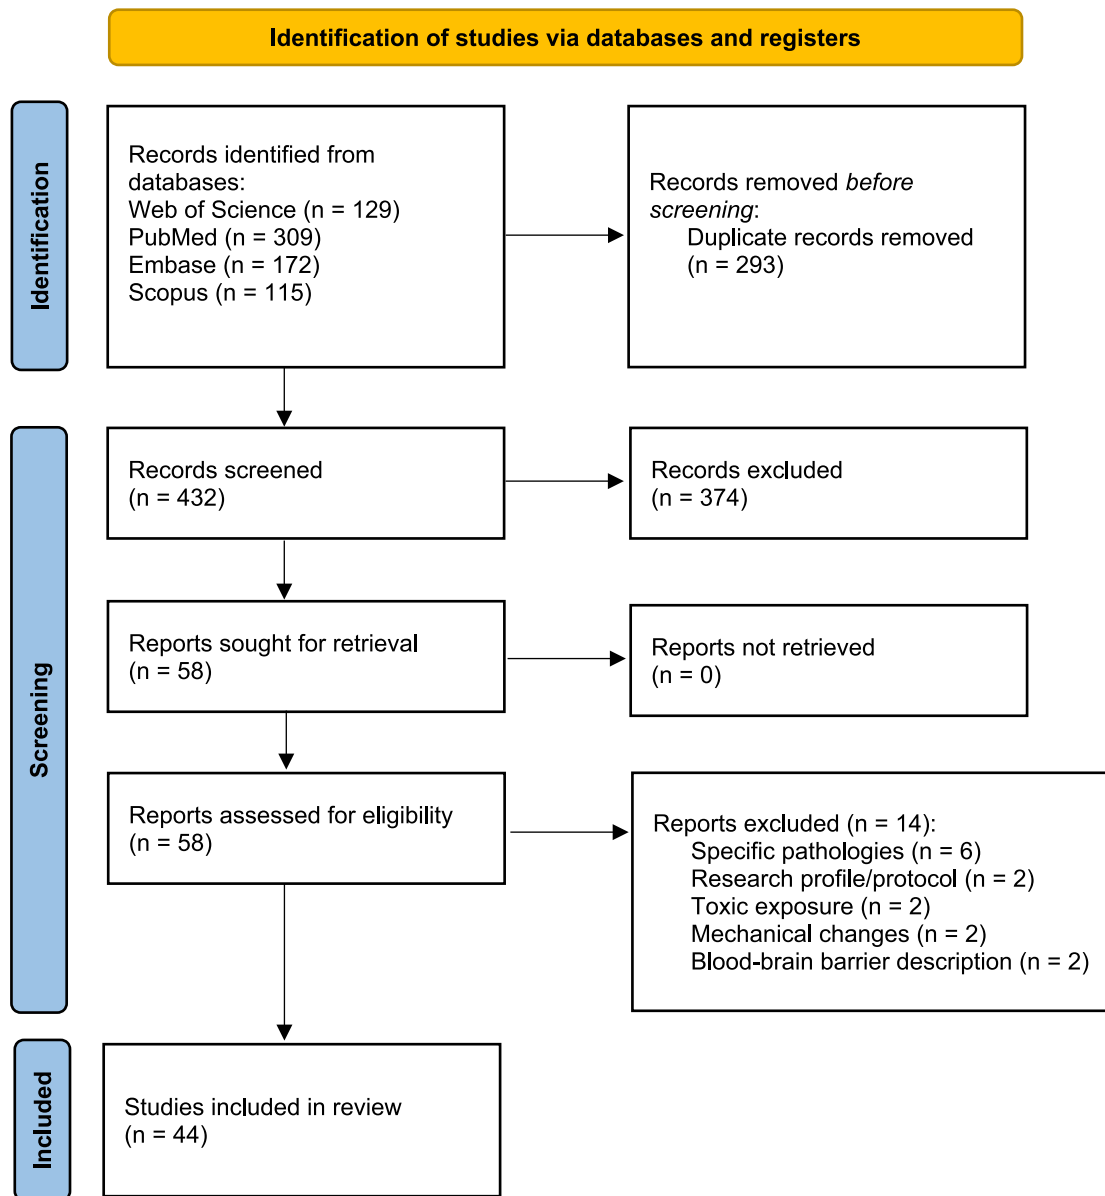 Identification of studies via databases and registers
Identification
Records identified from
databases:
Web of Science (n = 129)
PubMed (n = 309)
Embase (n = 172)
Scopus (n = 115)
Records removed before
screening:
Duplicate records removed
(n = 293)
Screening
Records screened
(n = 432)
Records excluded
(n = 374)
Reports sought for retrieval
(n = 58)
Reports not retrieved
(n = 0)
Reports assessed for eligibility
(n = 58)
Reports excluded (n = 14):
Specific pathologies (n = 6)
Research profile/protocol (n = 2)
Toxic exposure (n = 2)
Mechanical changes (n = 2)
Blood-brain barrier description (n = 2)
Included
Studies included in review
(n = 44)